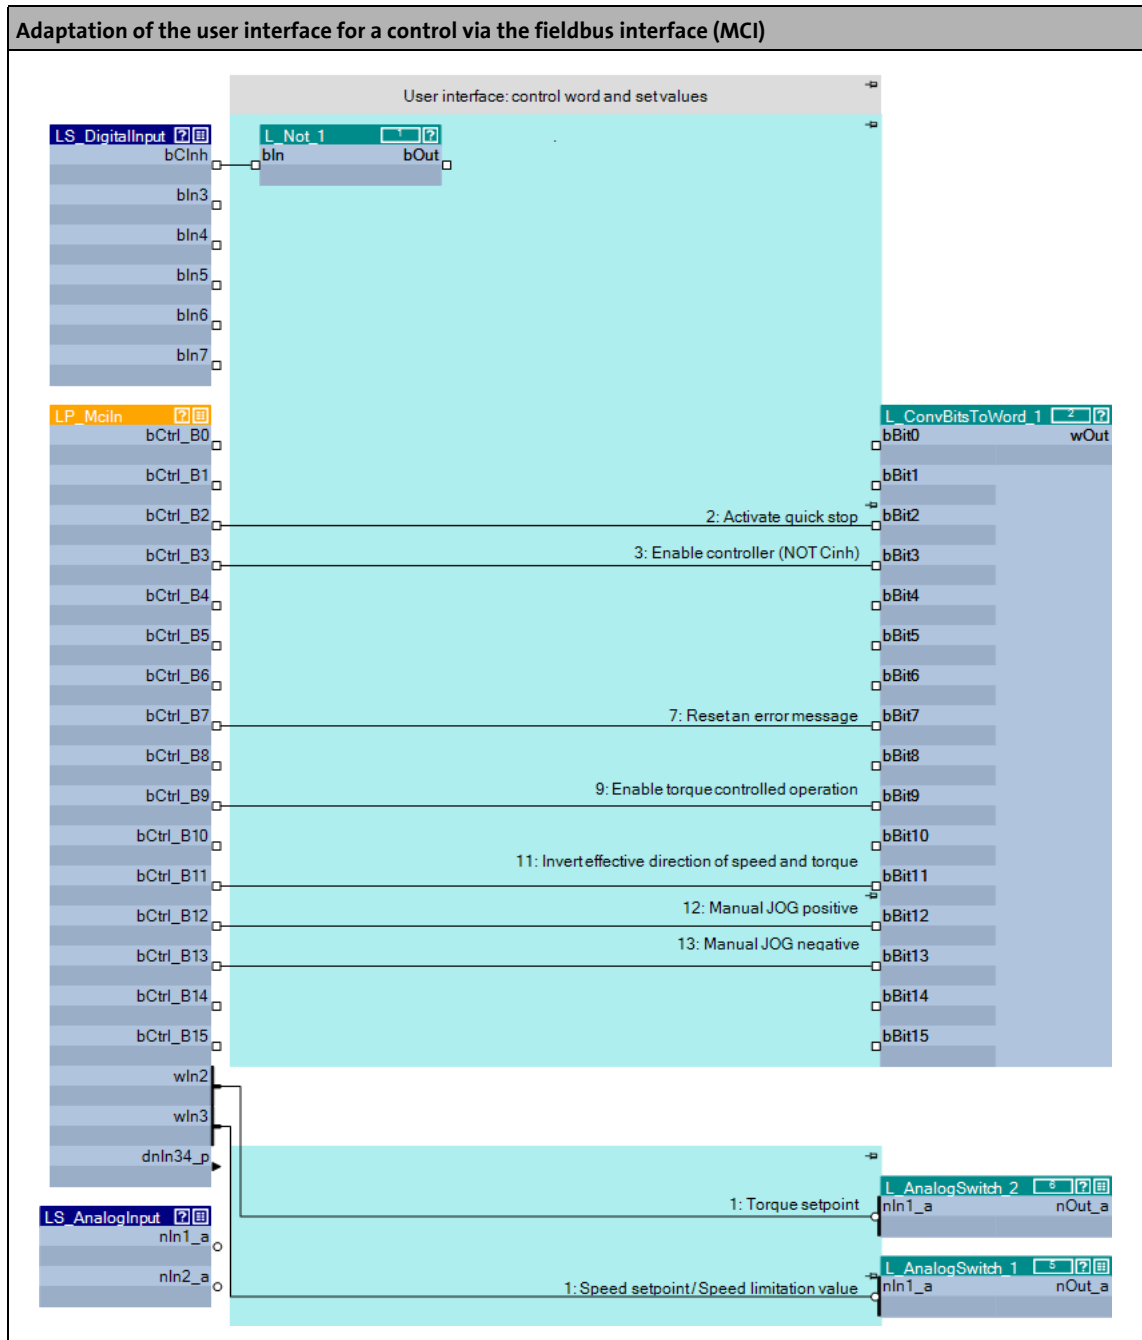 Adaptation of the user interface for a control via the fieldbus interface (MCI)
User interface: control word and setvalues
LS_DigitalInput ?
bCInh
bIn3
bIn4
bIn5
bIn6
bIn7
L_Not_1 1 ?
bIn bOut
LP_MciIn ?
bCtrl_B0
bCtrl_B1
bCtrl_B2
bCtrl_B3
bCtrl_B4
bCtrl_B5
bCtrl_B6
bCtrl_B7
bCtrl_B8
bCtrl_B9
bCtrl_B10
bCtrl_B11
bCtrl_B12
bCtrl_B13
bCtrl_B14
bCtrl_B15
wIn2
wIn3
dnIn34_p
2: Activate quick stop
3: Enable controller (NOT Cinh)
7: Reset an error message
9: Enable torque controlled operation
11: Invert effective direction of speed and torque
12: Manual JOG positive
13: Manual JOG negative
L_ConvBitsToWord_1 2 ?
bBit0 wOut
bBit1
bBit2
bBit3
bBit4
bBit5
bBit6
bBit7
bBit8
bBit9
bBit10
bBit11
bBit12
bBit13
bBit14
bBit15
LS_AnalogInput ?
nIn1_a
nIn2_a
1: Torque setpoint
1: Speed setpoint/Speed limitation value
L_AnalogSwitch_2 6 ?
nIn1_a nOut_a
L_AnalogSwitch_1 5 ?
nIn1_a nOut_a